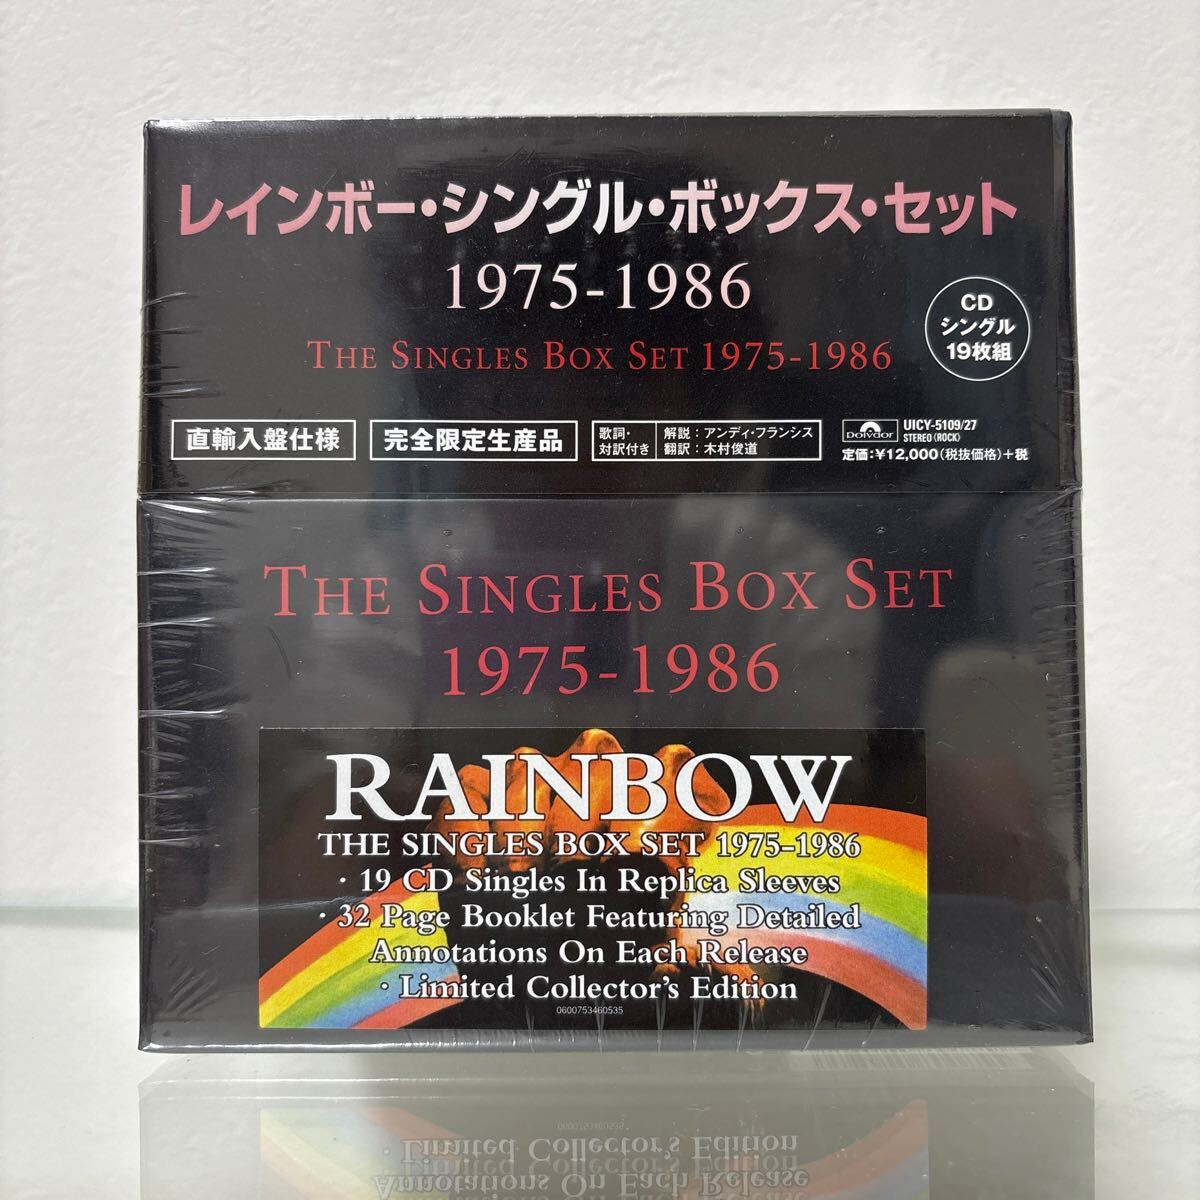 レインボー・シングル・ボックス・セット
1975-1986
THE SINGLES BOX SET 1975-1986
CD
シングル
19枚組
直輸入盤仕様
完全限定生産品
歌詞・
対訳付き
解説：アンディ・フランシス
翻訳：木村俊道
Polydor
UICY-5109/27
STEREO〈ROCK〉
定価：¥12,000（税抜価格）+税
THE SINGLES BOX SET
1975-1986
RAINBOW
THE SINGLES BOX SET 1975-1986
· 19 CD Singles In Replica Sleeves
· 32 Page Booklet Featuring Detailed
Annotations On Each Release
· Limited Collector's Edition
0600753460535